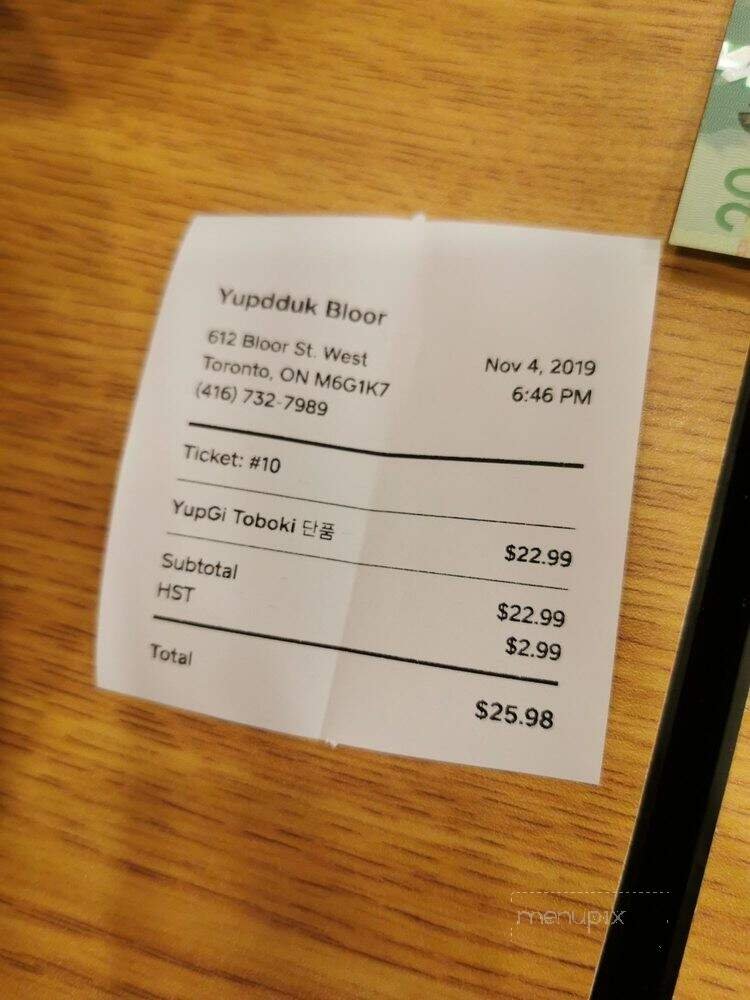 Yupdduk Bloor
612 Bloor St. West
Toronto, ON M6G1K7
(416) 732-7989
Nov 4, 2019
6:46 PM
Ticket: #10
YupGi Toboki 단품 $22.99
Subtotal $22.99
HST $2.99
Total $25.98
20
menupix